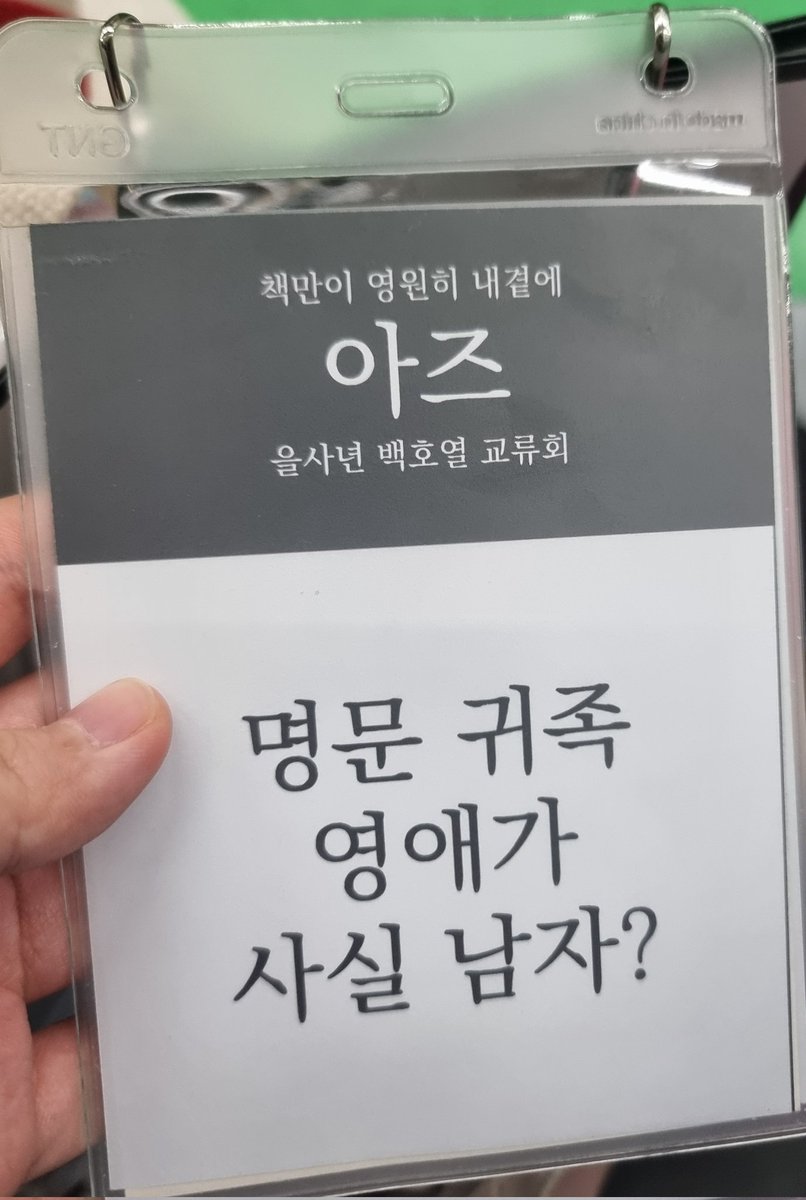 GNT
책만이 영원히 내곁에
아즈
을사년 백호열 교류회
명문 귀족
영애가
사실 남자?